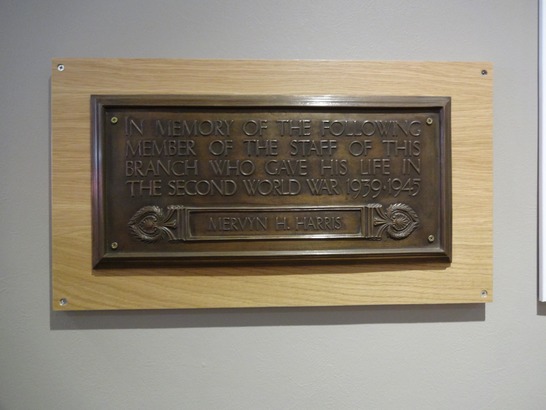 IN MEMORY OF THE FOLLOWING
MEMBER OF THE STAFF OF THIS
BRANCH WHO GAVE HIS LIFE IN
THE SECOND WORLD WAR 1939·1945
MERVYN H. HARRIS